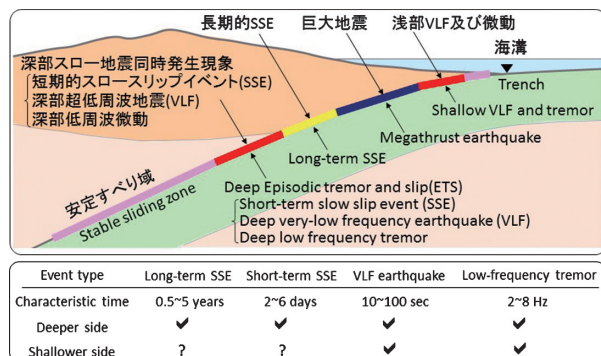 長期的SSE 巨大地震 浅部VLF及び微動
海溝
Trench
深部スロー地震同時発生現象
短期的スロースリップイベント(SSE)
深部超低周波地震(VLF)
深部低周波微動
Shallow VLF and tremor
Megathrust earthquake
Long-term SSE
安定すべり域
Stable sliding zone
Deep Episodic tremor and slip(ETS)
Short-term slow slip event (SSE)
Deep very-low frequency earthquake (VLF)
Deep low frequency tremor
Event type Long-term SSE Short-term SSE VLF earthquake Low-frequency tremor
Characteristic time 0.5~5 years 2~6 days 10~100 sec 2~8 Hz
Deeper side ✔ ✔ ✔ ✔
Shallower side ? ? ✔ ✔